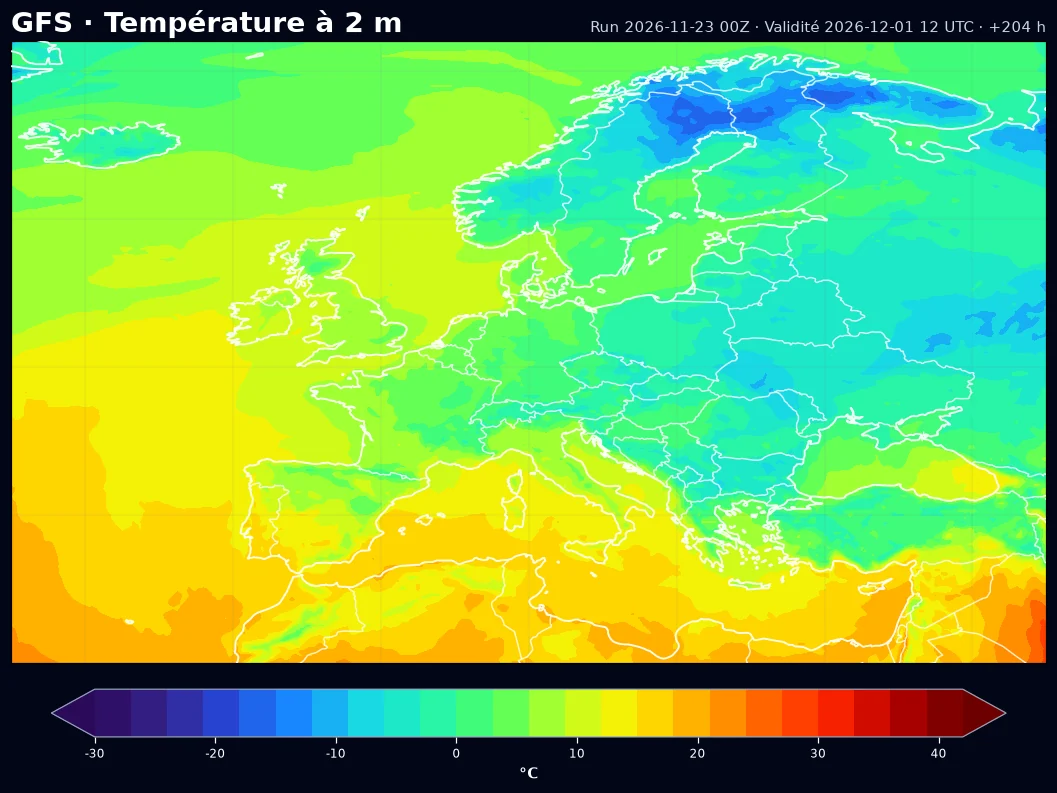 GFS · Température à 2 m
Run 2026-11-23 00Z · Validité 2026-12-01 12 UTC · +204 h
-30 -20 -10 0 10 20 30 40
°C